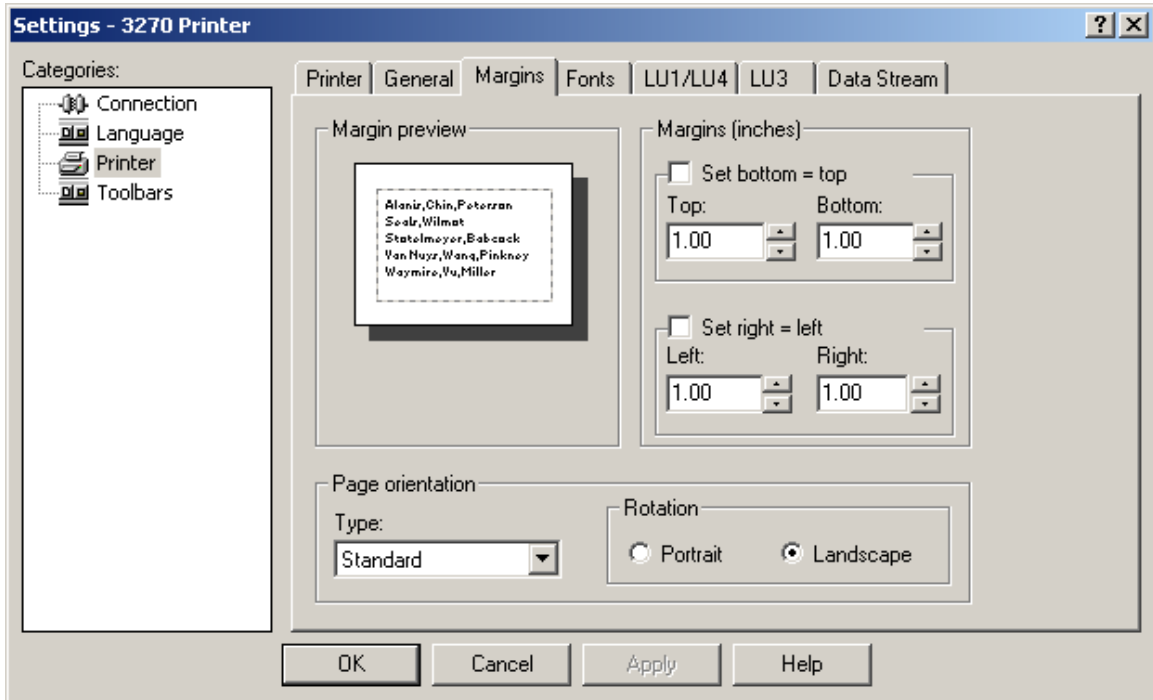 Settings - 3270 Printer
Categories:
Connection
Language
Printer
Toolbars
Printer General Margins Fonts LU1/LU4 LU3 Data Stream
Margin preview
Alanis,Chin,Peterson
Seals,Wilmot
Statelmeyer,Babcock
Van Nuys,Wang,Pinkney
Waymire,Yu,Miller
Margins (inches)
Set bottom = top
Top: Bottom:
1.00 1.00
Set right = left
Left: Right:
1.00 1.00
Page orientation
Type:
Standard
Rotation
Portrait Landscape
OK Cancel Apply Help